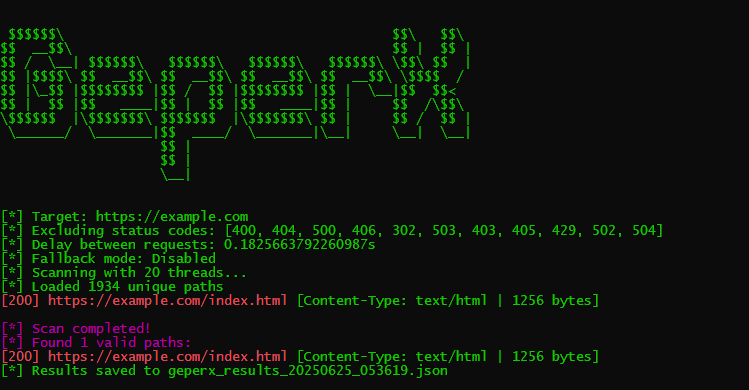 GeperX
[*] Target: https://example.com
[*] Excluding status codes: [400, 404, 500, 406, 302, 503, 403, 405, 429, 502, 504]
[*] Delay between requests: 0.1825663792260987s
[*] Fallback mode: Disabled
[*] Scanning with 20 threads...
[*] Loaded 1934 unique paths
[200] https://example.com/index.html [Content-Type: text/html | 1256 bytes]
[*] Scan completed!
[*] Found 1 valid paths:
[200] https://example.com/index.html [Content-Type: text/html | 1256 bytes]
[*] Results saved to geperx_results_20250625_053619.json